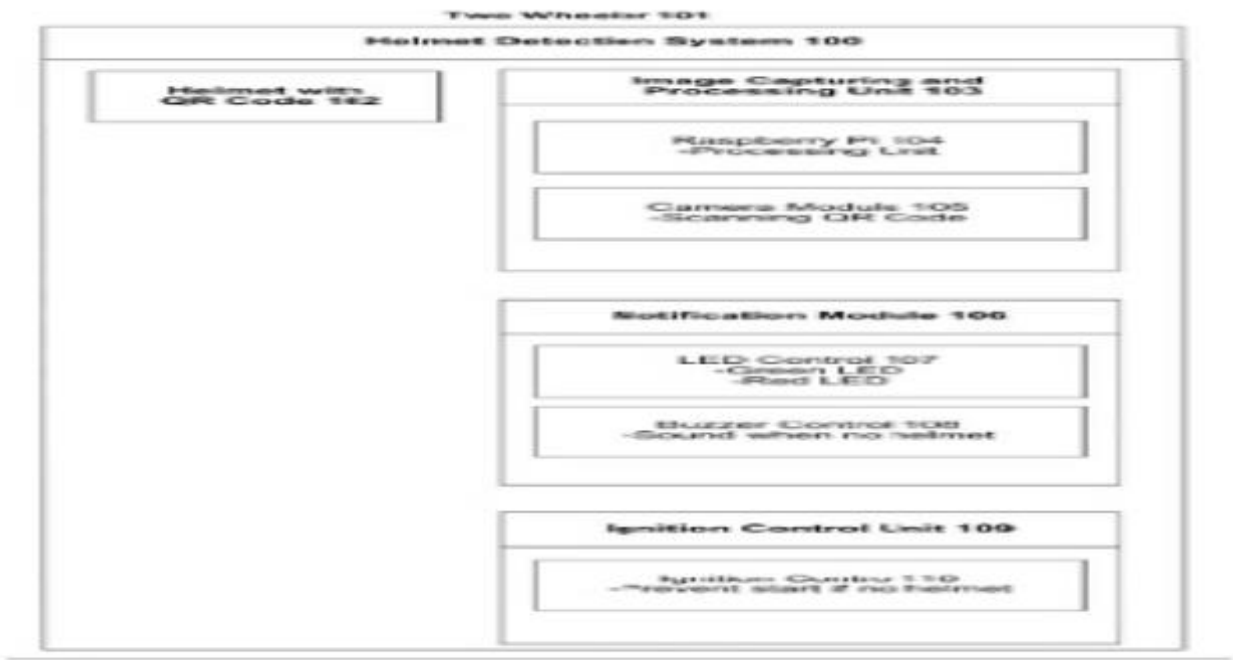 Two Wheeler 101
Helmet Detection System 100
Helmet with
QR Code 102
Image Capturing and
Processing Unit 103
Raspberry Pi 104
-Processing Unit
Camera Module 105
-Scanning QR Code
Notification Module 106
LED Control 107
-Green LED
-Red LED
Buzzer Control 108
-Sound when no helmet
Ignition Control Unit 109
Ignition 110
-Prevent start if no helmet